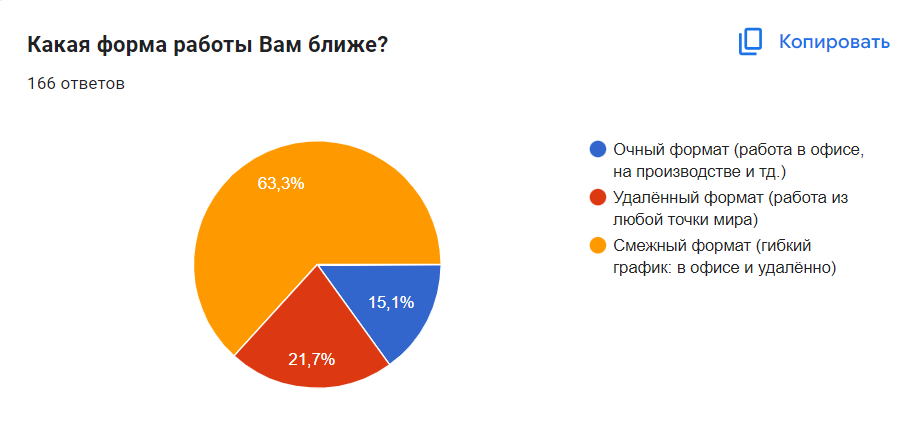 Какая форма работы Вам ближе?
Копировать
166 ответов
63,3%
15,1%
21,7%
Очный формат (работа в офисе,
на производстве и тд.)
Удалённый формат (работа из
любой точки мира)
Смежный формат (гибкий
график: в офисе и удалённо)